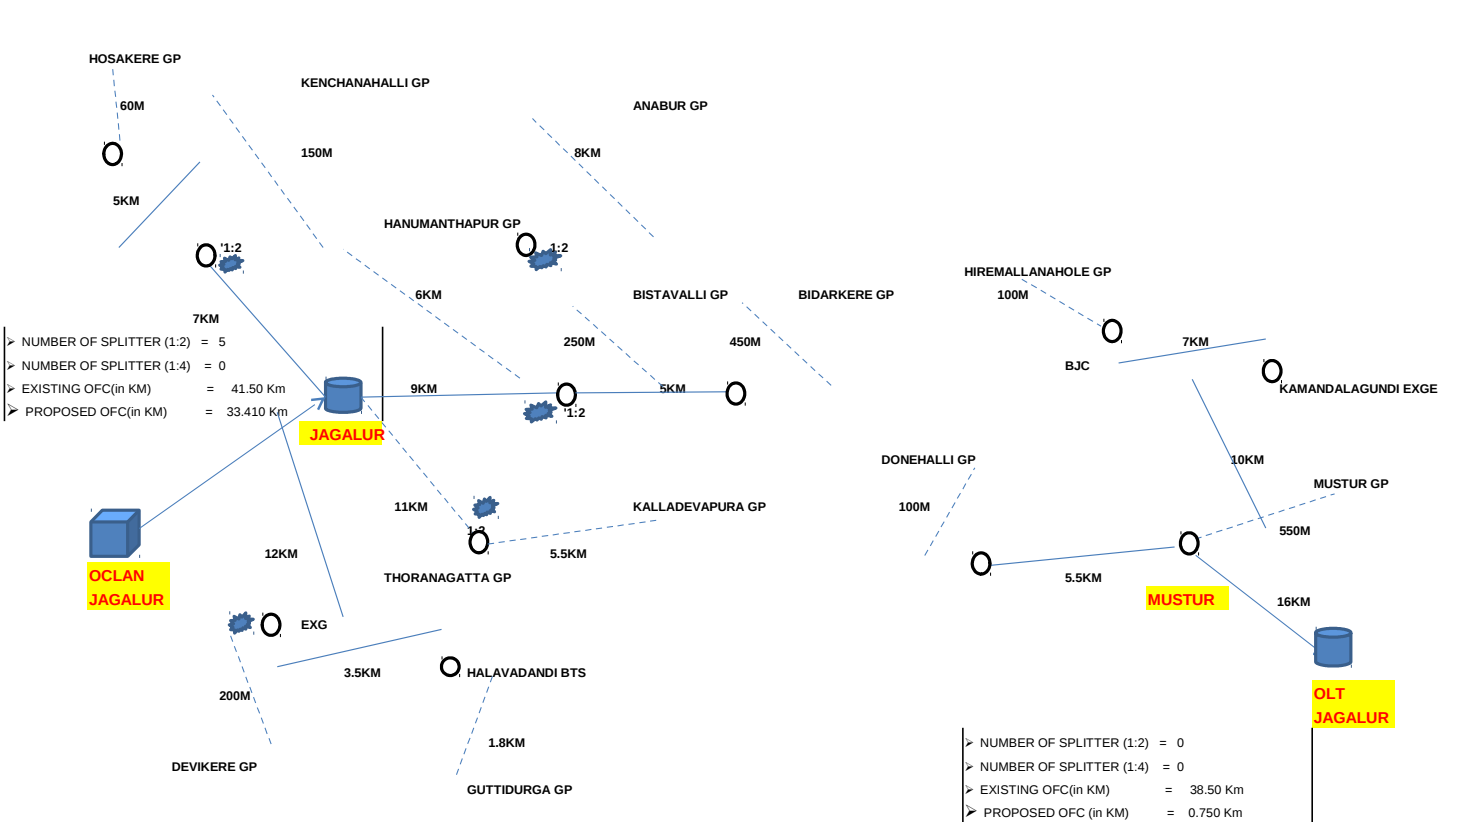 HOSAKERE GP
KENCHANAHALLI GP
60M
ANABUR GP
150M
8KM
5KM
HANUMANTHAPUR GP
'1:2
1:2
HIREMALLANAHOLE GP
6KM
BISTAVALLI GP
BIDARKERE GP
100M
7KM
NUMBER OF SPLITTER (1:2) = 5
250M
450M
7KM
NUMBER OF SPLITTER (1:4) = 0
BJC
EXISTING OFC(in KM) = 41.50 Km
9KM
5KM
KAMANDALAGUNDI EXGE
PROPOSED OFC(in KM) = 33.410 Km
'1:2
JAGALUR
DONEHALLI GP
10KM
MUSTUR GP
11KM
KALLADEVAPURA GP
100M
1:2
550M
12KM
5.5KM
OCLAN
JAGALUR
THORANAGATTA GP
5.5KM
MUSTUR
16KM
EXG
3.5KM
HALAVADANDI BTS
200M
OLT
JAGALUR
1.8KM
NUMBER OF SPLITTER (1:2) = 0
DEVIKERE GP
NUMBER OF SPLITTER (1:4) = 0
GUTTIDURGA GP
EXISTING OFC(in KM) = 38.50 Km
PROPOSED OFC (in KM) = 0.750 Km